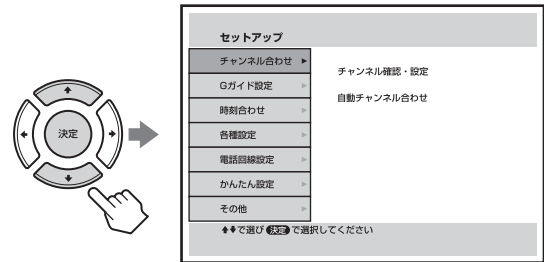 決定
セットアップ
チャンネル合わせ
Gガイド設定
時刻合わせ
各種設定
電話回線設定
かんたん設定
その他
チャンネル確認・設定
自動チャンネル合わせ
で選び 決定 で選択してください